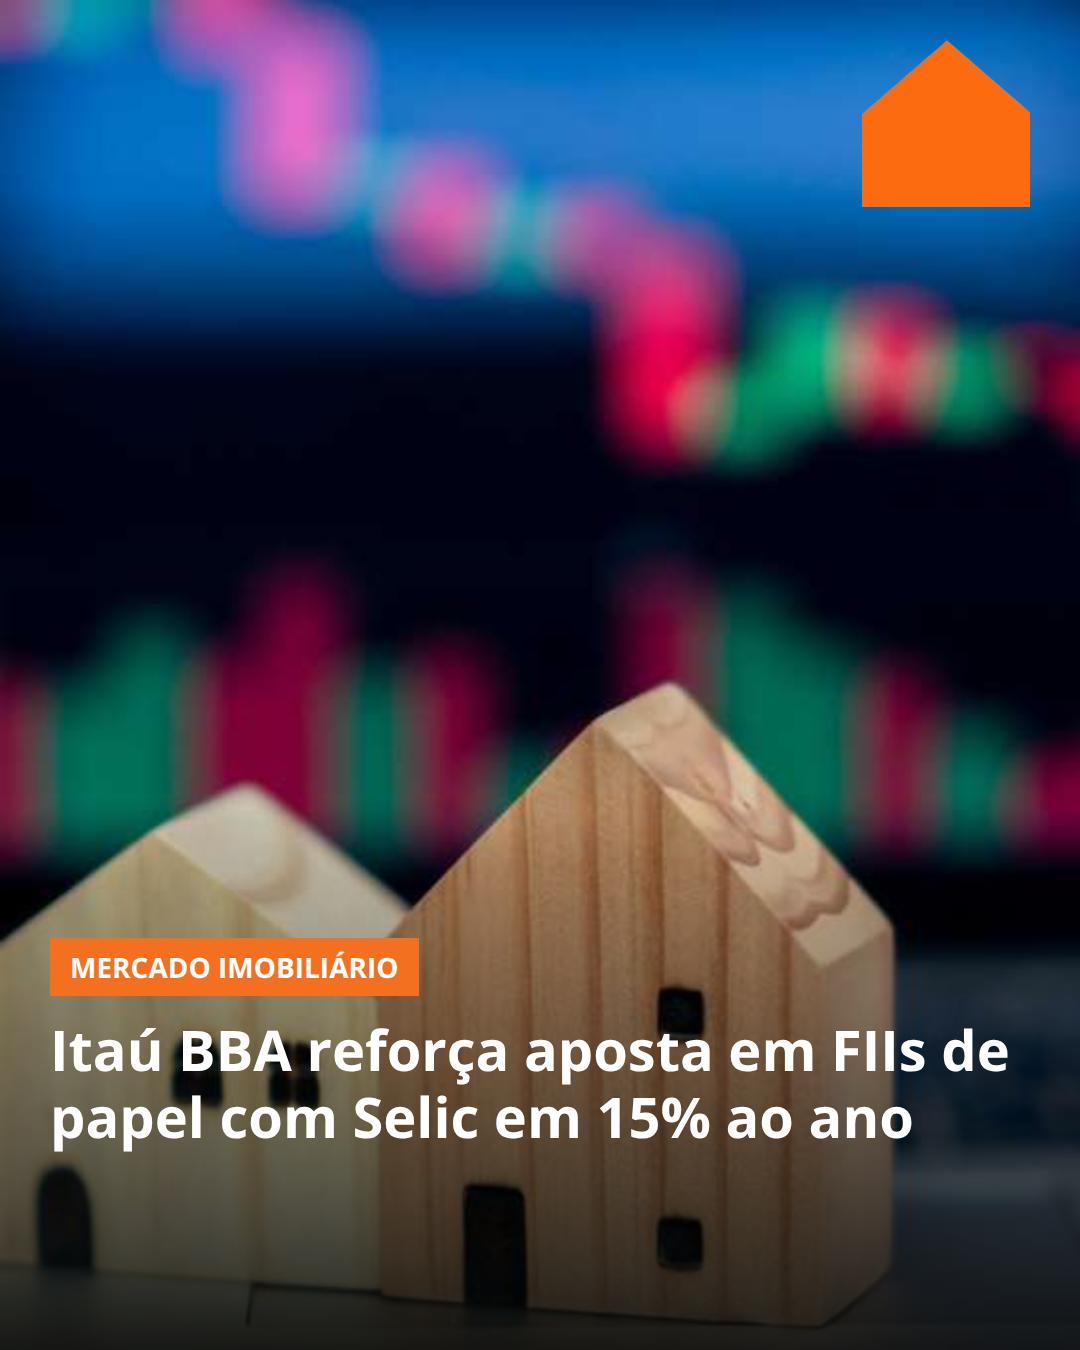 MERCADO IMOBILIÁRIO
Itaú BBA reforça aposta em FIIs de
papel com Selic em 15% ao ano